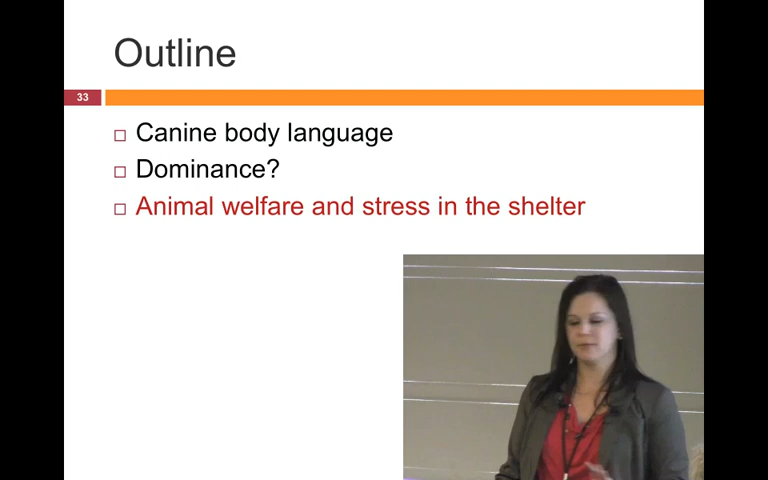 Outline
33
Canine body language
Dominance?
Animal welfare and stress in the shelter